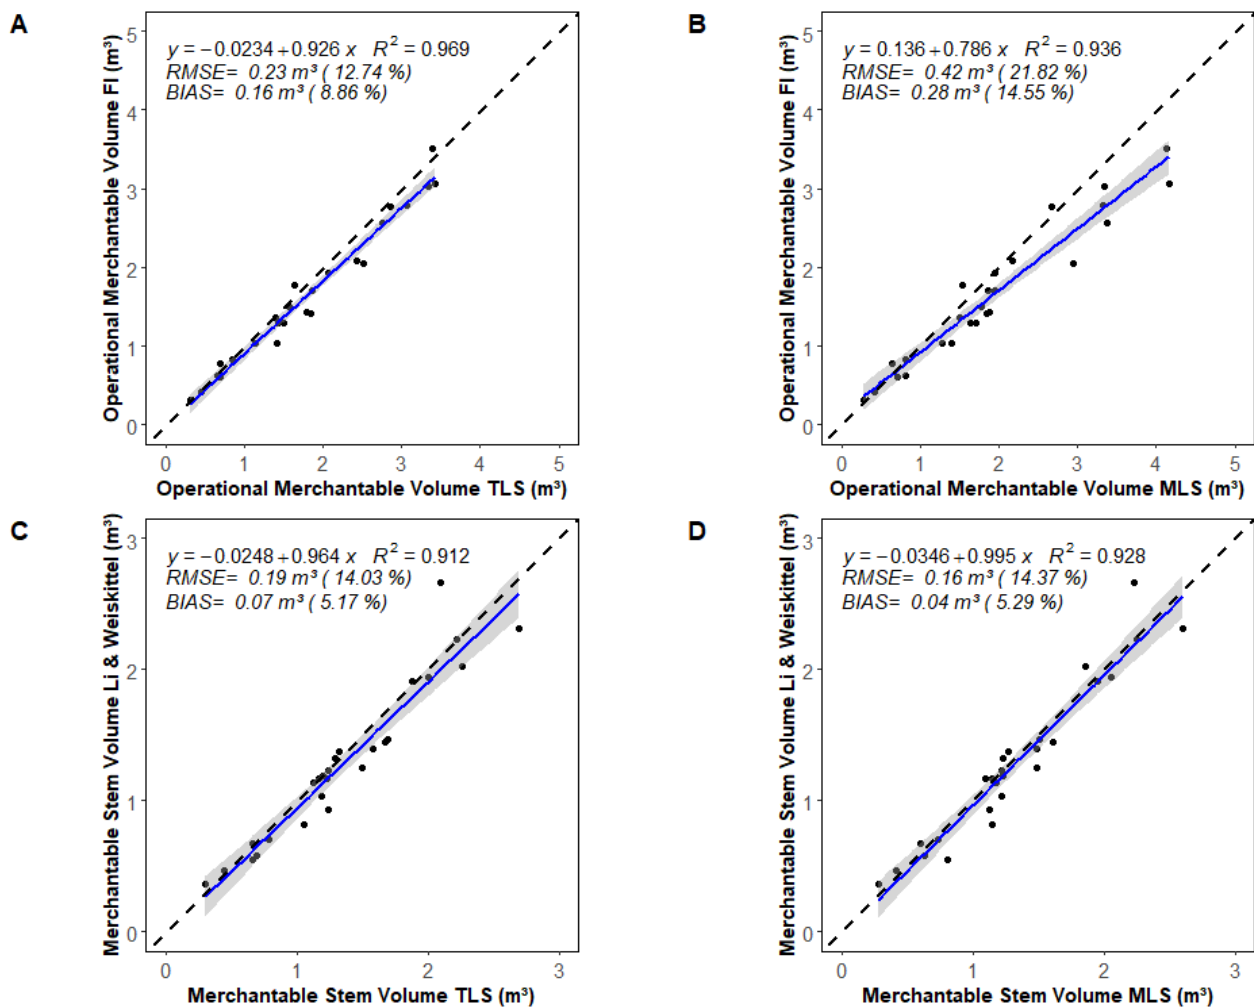 A
y = −0.0234 + 0.926 x R² = 0.969
RMSE= 0.23 m³ ( 12.74 %)
BIAS= 0.16 m³ ( 8.86 %)
Operational Merchantable Volume FI (m³)
5
4
3
2
1
0
0 1 2 3 4 5
Operational Merchantable Volume TLS (m³)
B
y = 0.136 + 0.786 x R² = 0.936
RMSE= 0.42 m³ ( 21.82 %)
BIAS= 0.28 m³ ( 14.55 %)
Operational Merchantable Volume FI (m³)
5
4
3
2
1
0
0 1 2 3 4 5
Operational Merchantable Volume MLS (m³)
C
y = −0.0248 + 0.964 x R² = 0.912
RMSE= 0.19 m³ ( 14.03 %)
BIAS= 0.07 m³ ( 5.17 %)
Merchantable Stem Volume Li & Weiskittel (m³)
3
2
1
0
0 1 2 3
Merchantable Stem Volume TLS (m³)
D
y = −0.0346 + 0.995 x R² = 0.928
RMSE= 0.16 m³ ( 14.37 %)
BIAS= 0.04 m³ ( 5.29 %)
Merchantable Stem Volume Li & Weiskittel (m³)
3
2
1
0
0 1 2 3
Merchantable Stem Volume MLS (m³)